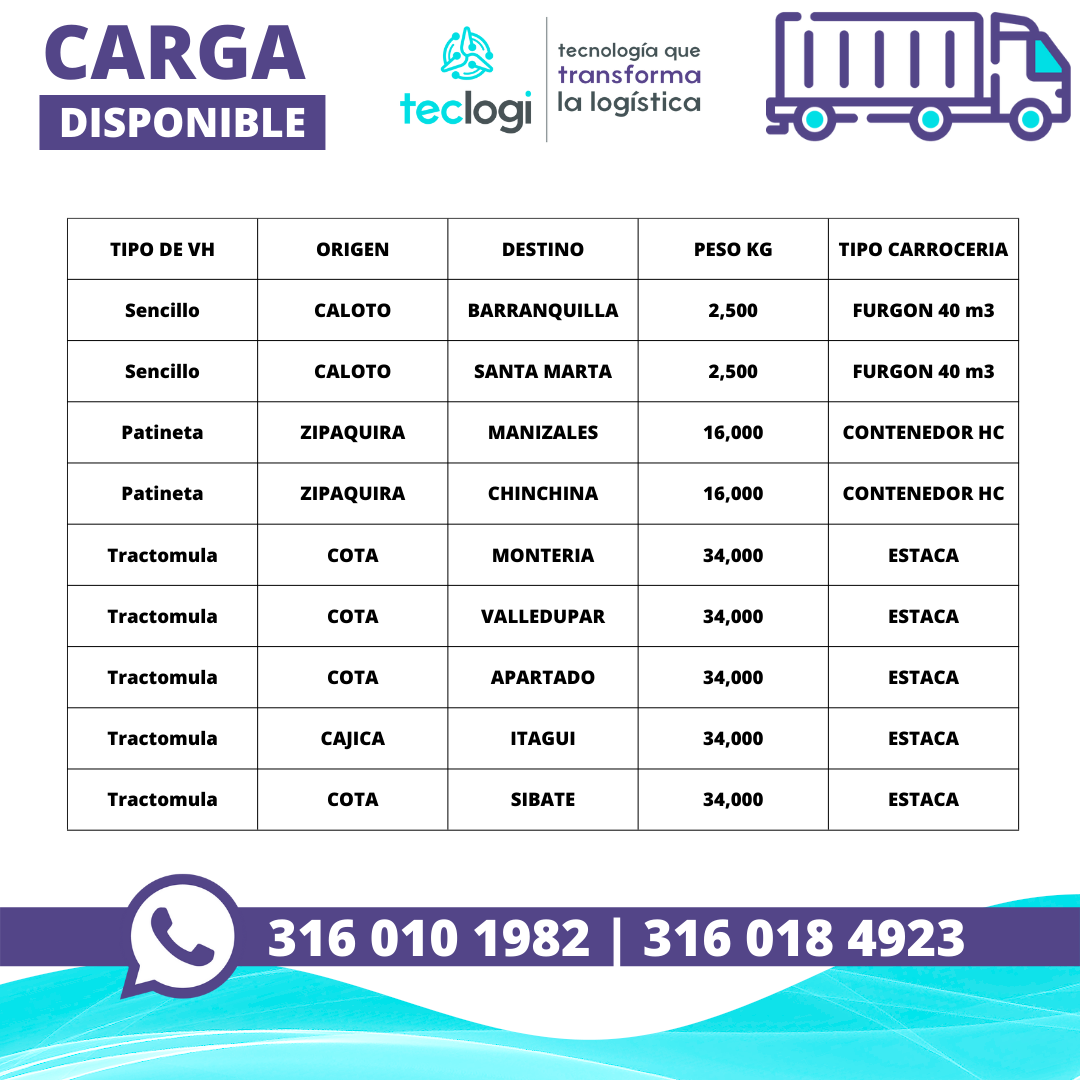 CARGA
DISPONIBLE
teclogi
tecnología que
transforma
la logística
TIPO DE VH ORIGEN DESTINO PESO KG TIPO CARROCERIA
Sencillo CALOTO BARRANQUILLA 2,500 FURGON 40 m3
Sencillo CALOTO SANTA MARTA 2,500 FURGON 40 m3
Patineta ZIPAQUIRA MANIZALES 16,000 CONTENEDOR HC
Patineta ZIPAQUIRA CHINCHINA 16,000 CONTENEDOR HC
Tractomula COTA MONTERIA 34,000 ESTACA
Tractomula COTA VALLEDUPAR 34,000 ESTACA
Tractomula COTA APARTADO 34,000 ESTACA
Tractomula CAJICA ITAGUI 34,000 ESTACA
Tractomula COTA SIBATE 34,000 ESTACA
316 010 1982 | 316 018 4923